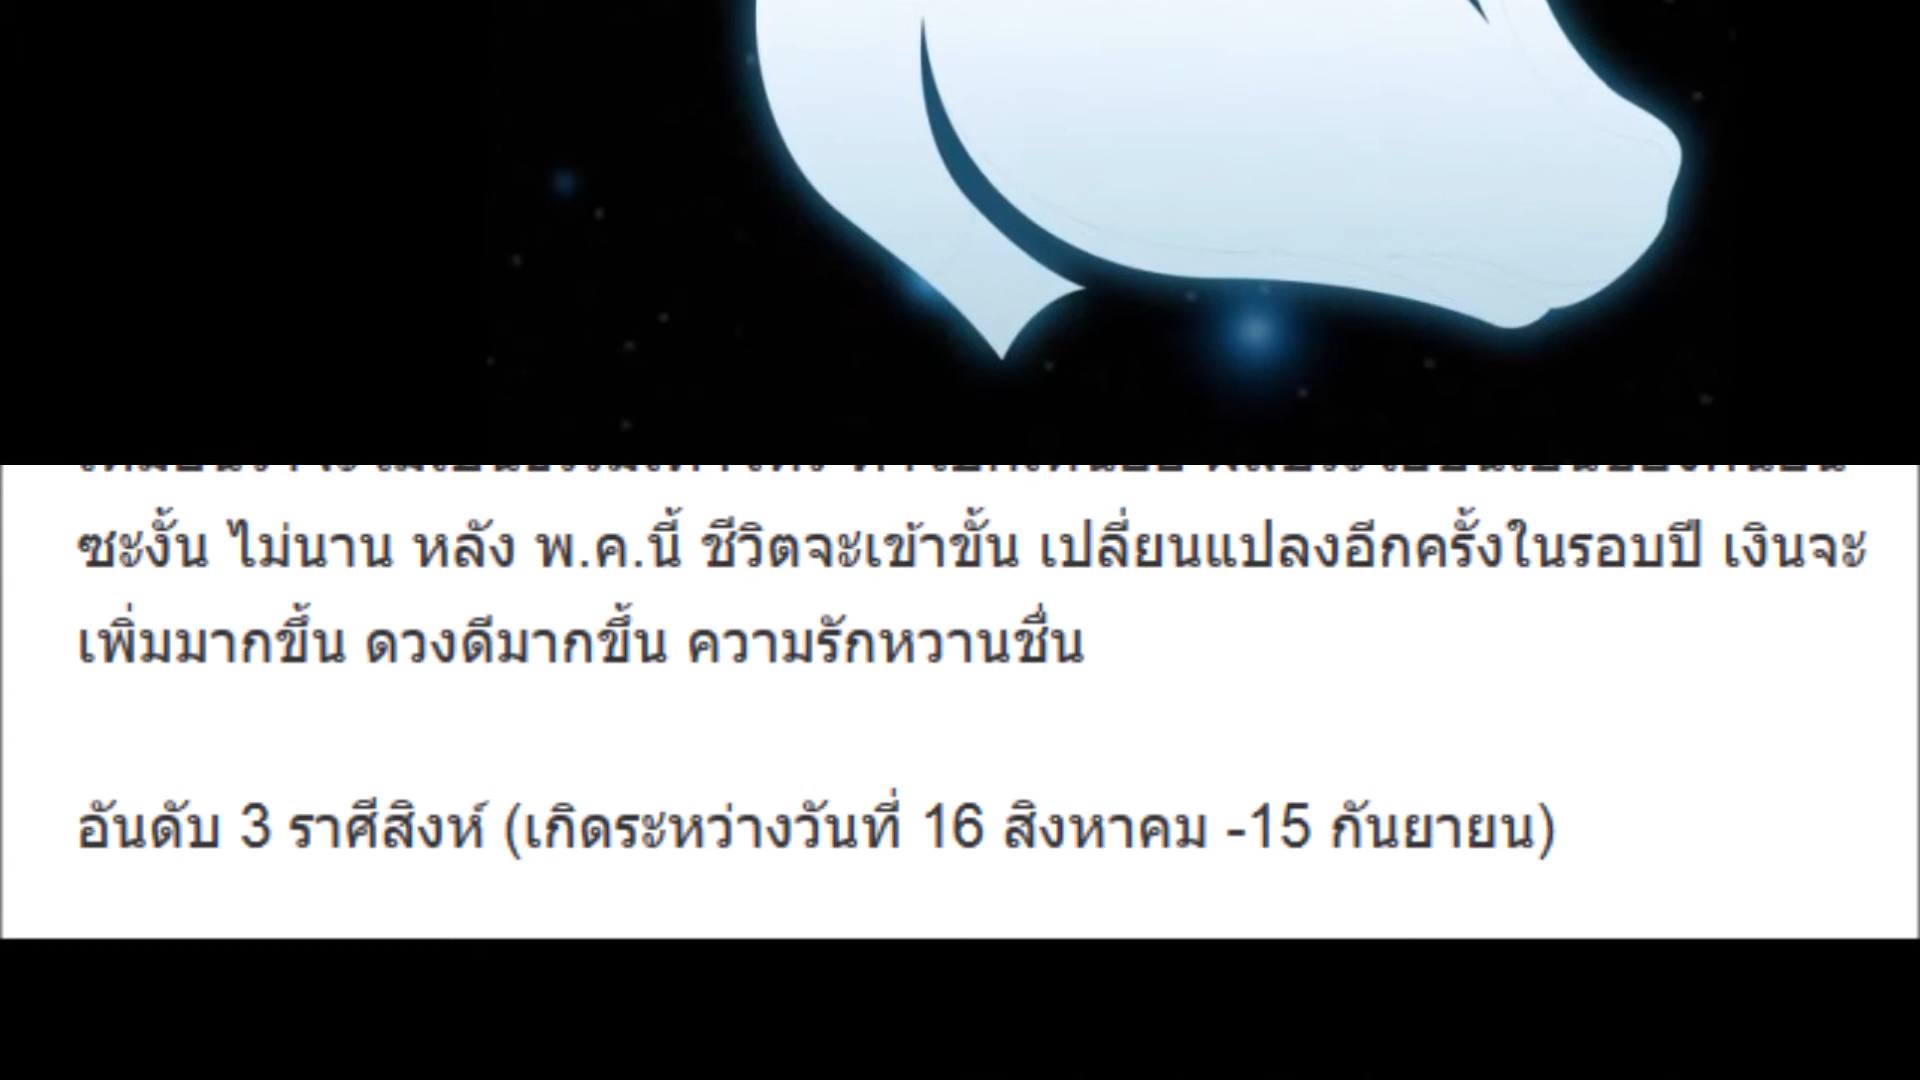 ซะงั้น ไม่นาน หลัง พ.ค.นี้ ชีวิตจะเข้าขั้น เปลี่ยนแปลงอีกครั้งในรอบปี เงินจะ
เพิ่มมากขึ้น ดวงดีมากขึ้น ความรักหวานชื่น
อันดับ 3 ราศีสิงห์ (เกิดระหว่างวันที่ 16 สิงหาคม -15 กันยายน)